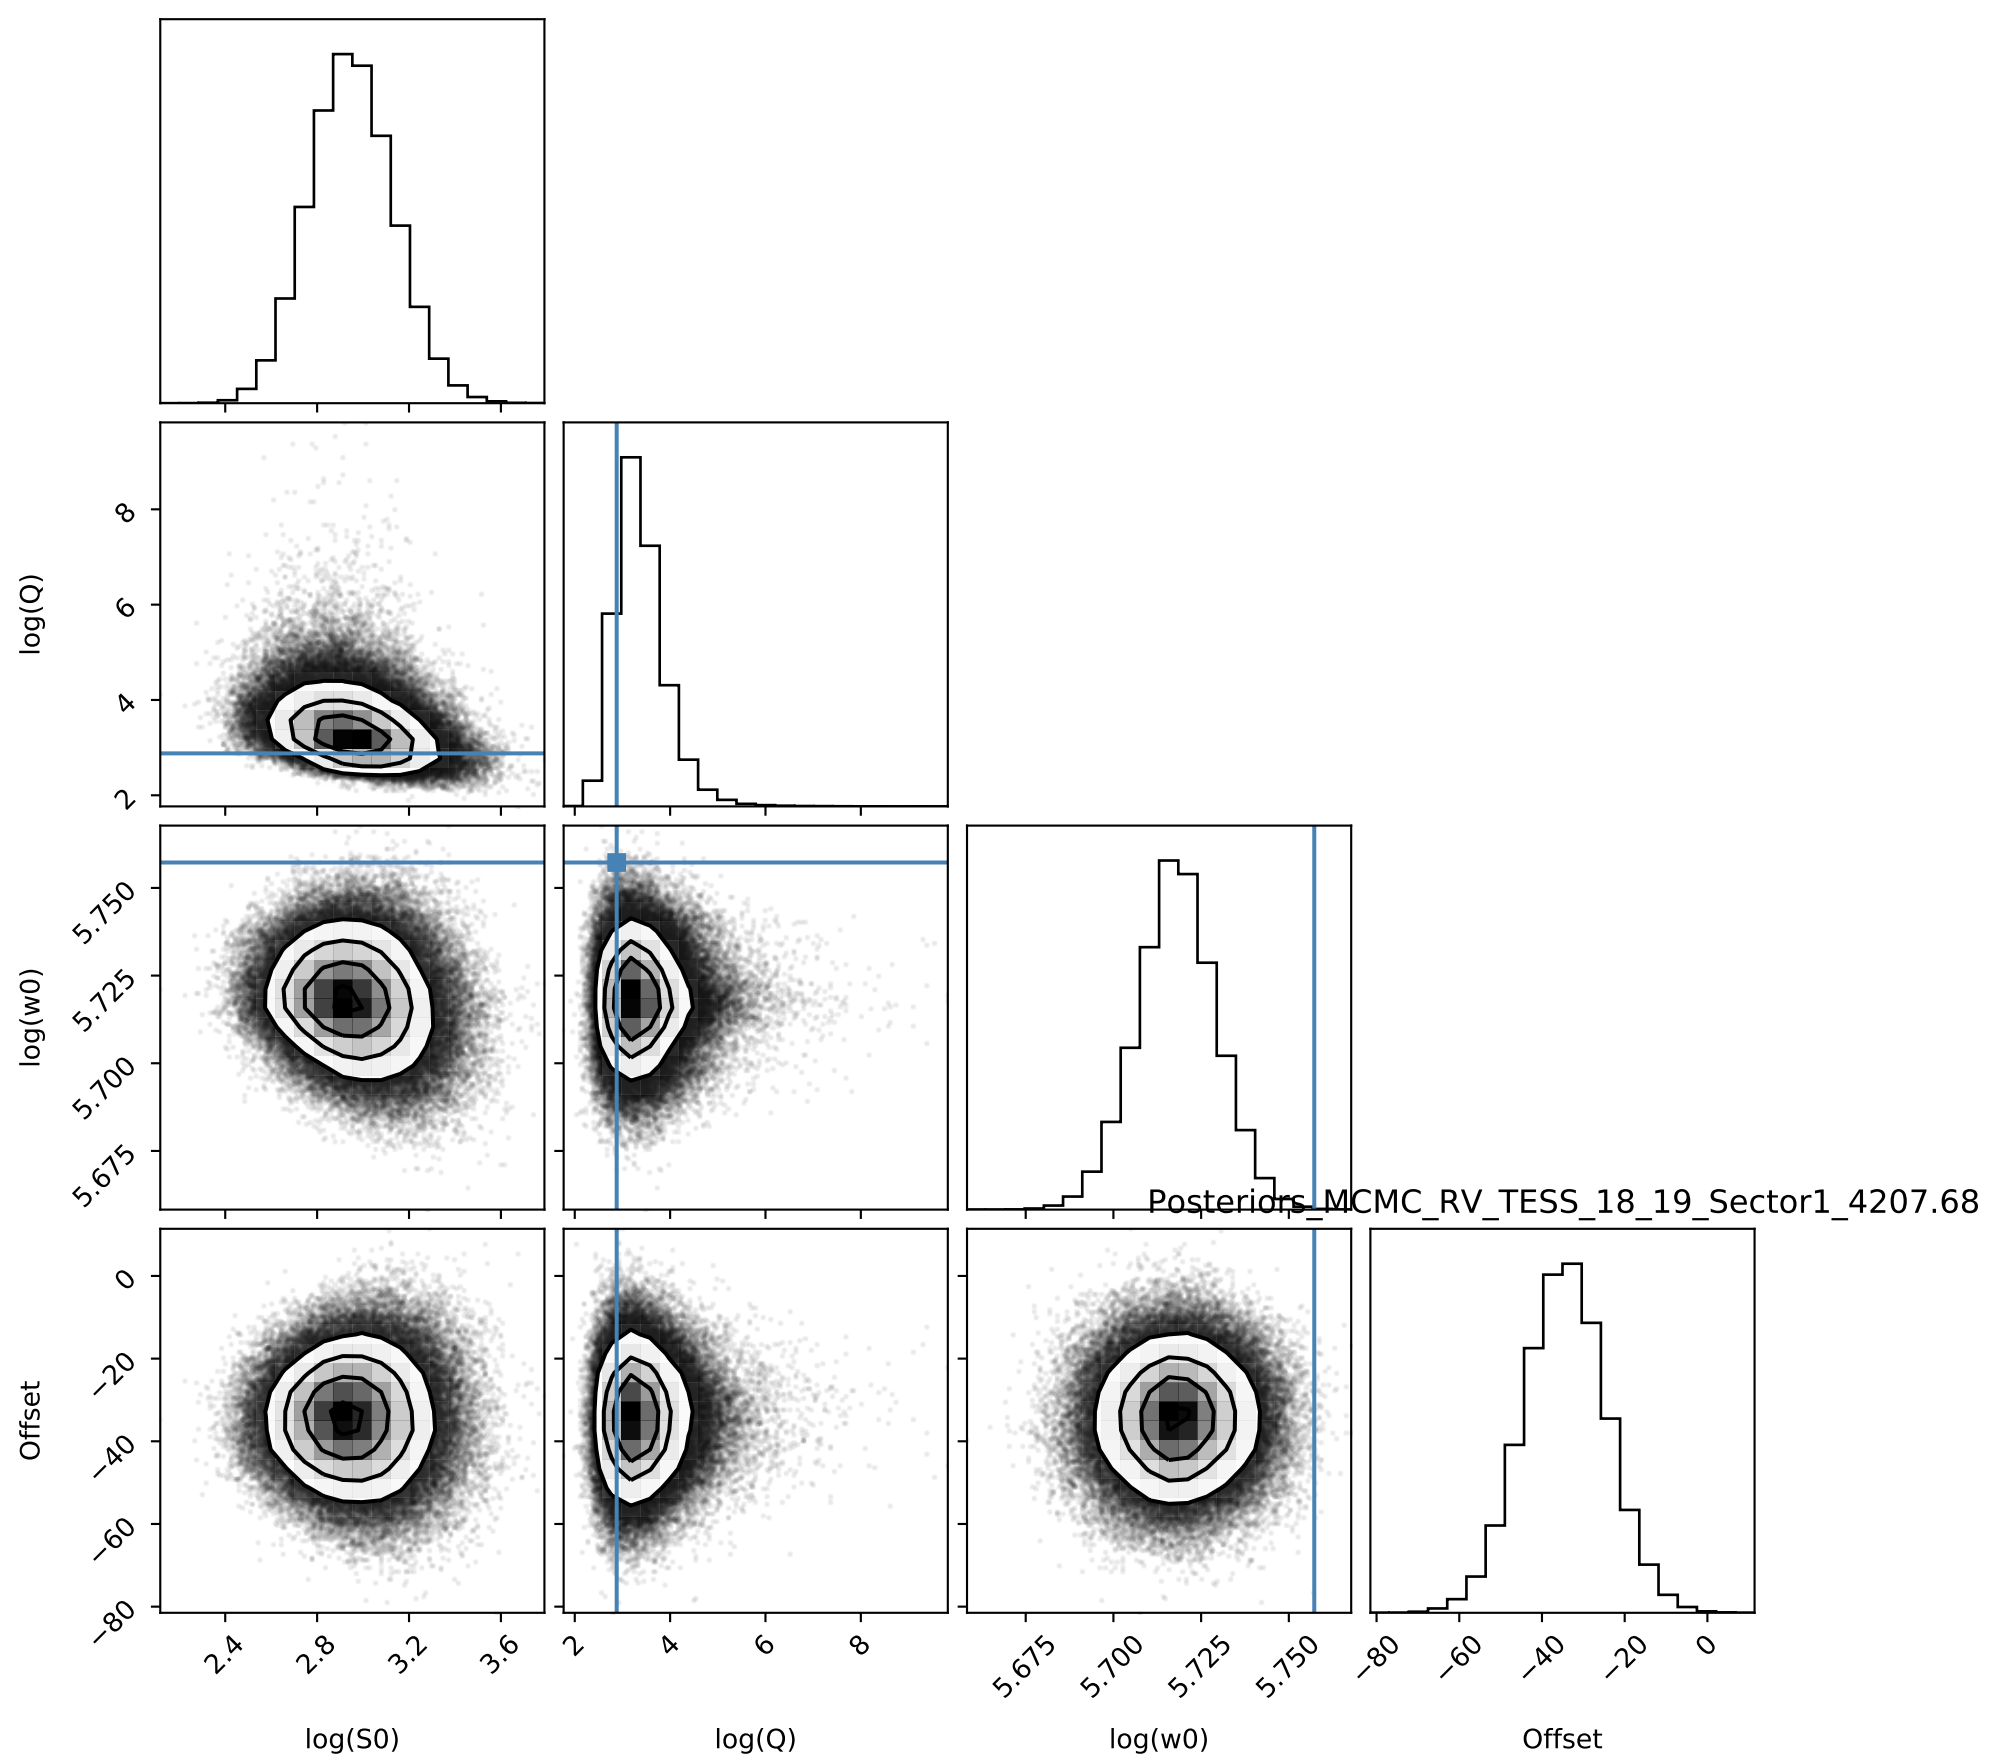 8
6
4
2
log(Q)
5.750
5.725
5.700
5.675
log(w0)
Posteriors_MCMC_RV_TESS_18_19_Sector1_4207.68
0
−20
−40
−60
−80
Offset
2.4 2.8 3.2 3.6
2 4 6 8
5.675 5.700 5.725 5.750
−80 −60 −40 −20 0
log(S0) log(Q) log(w0) Offset